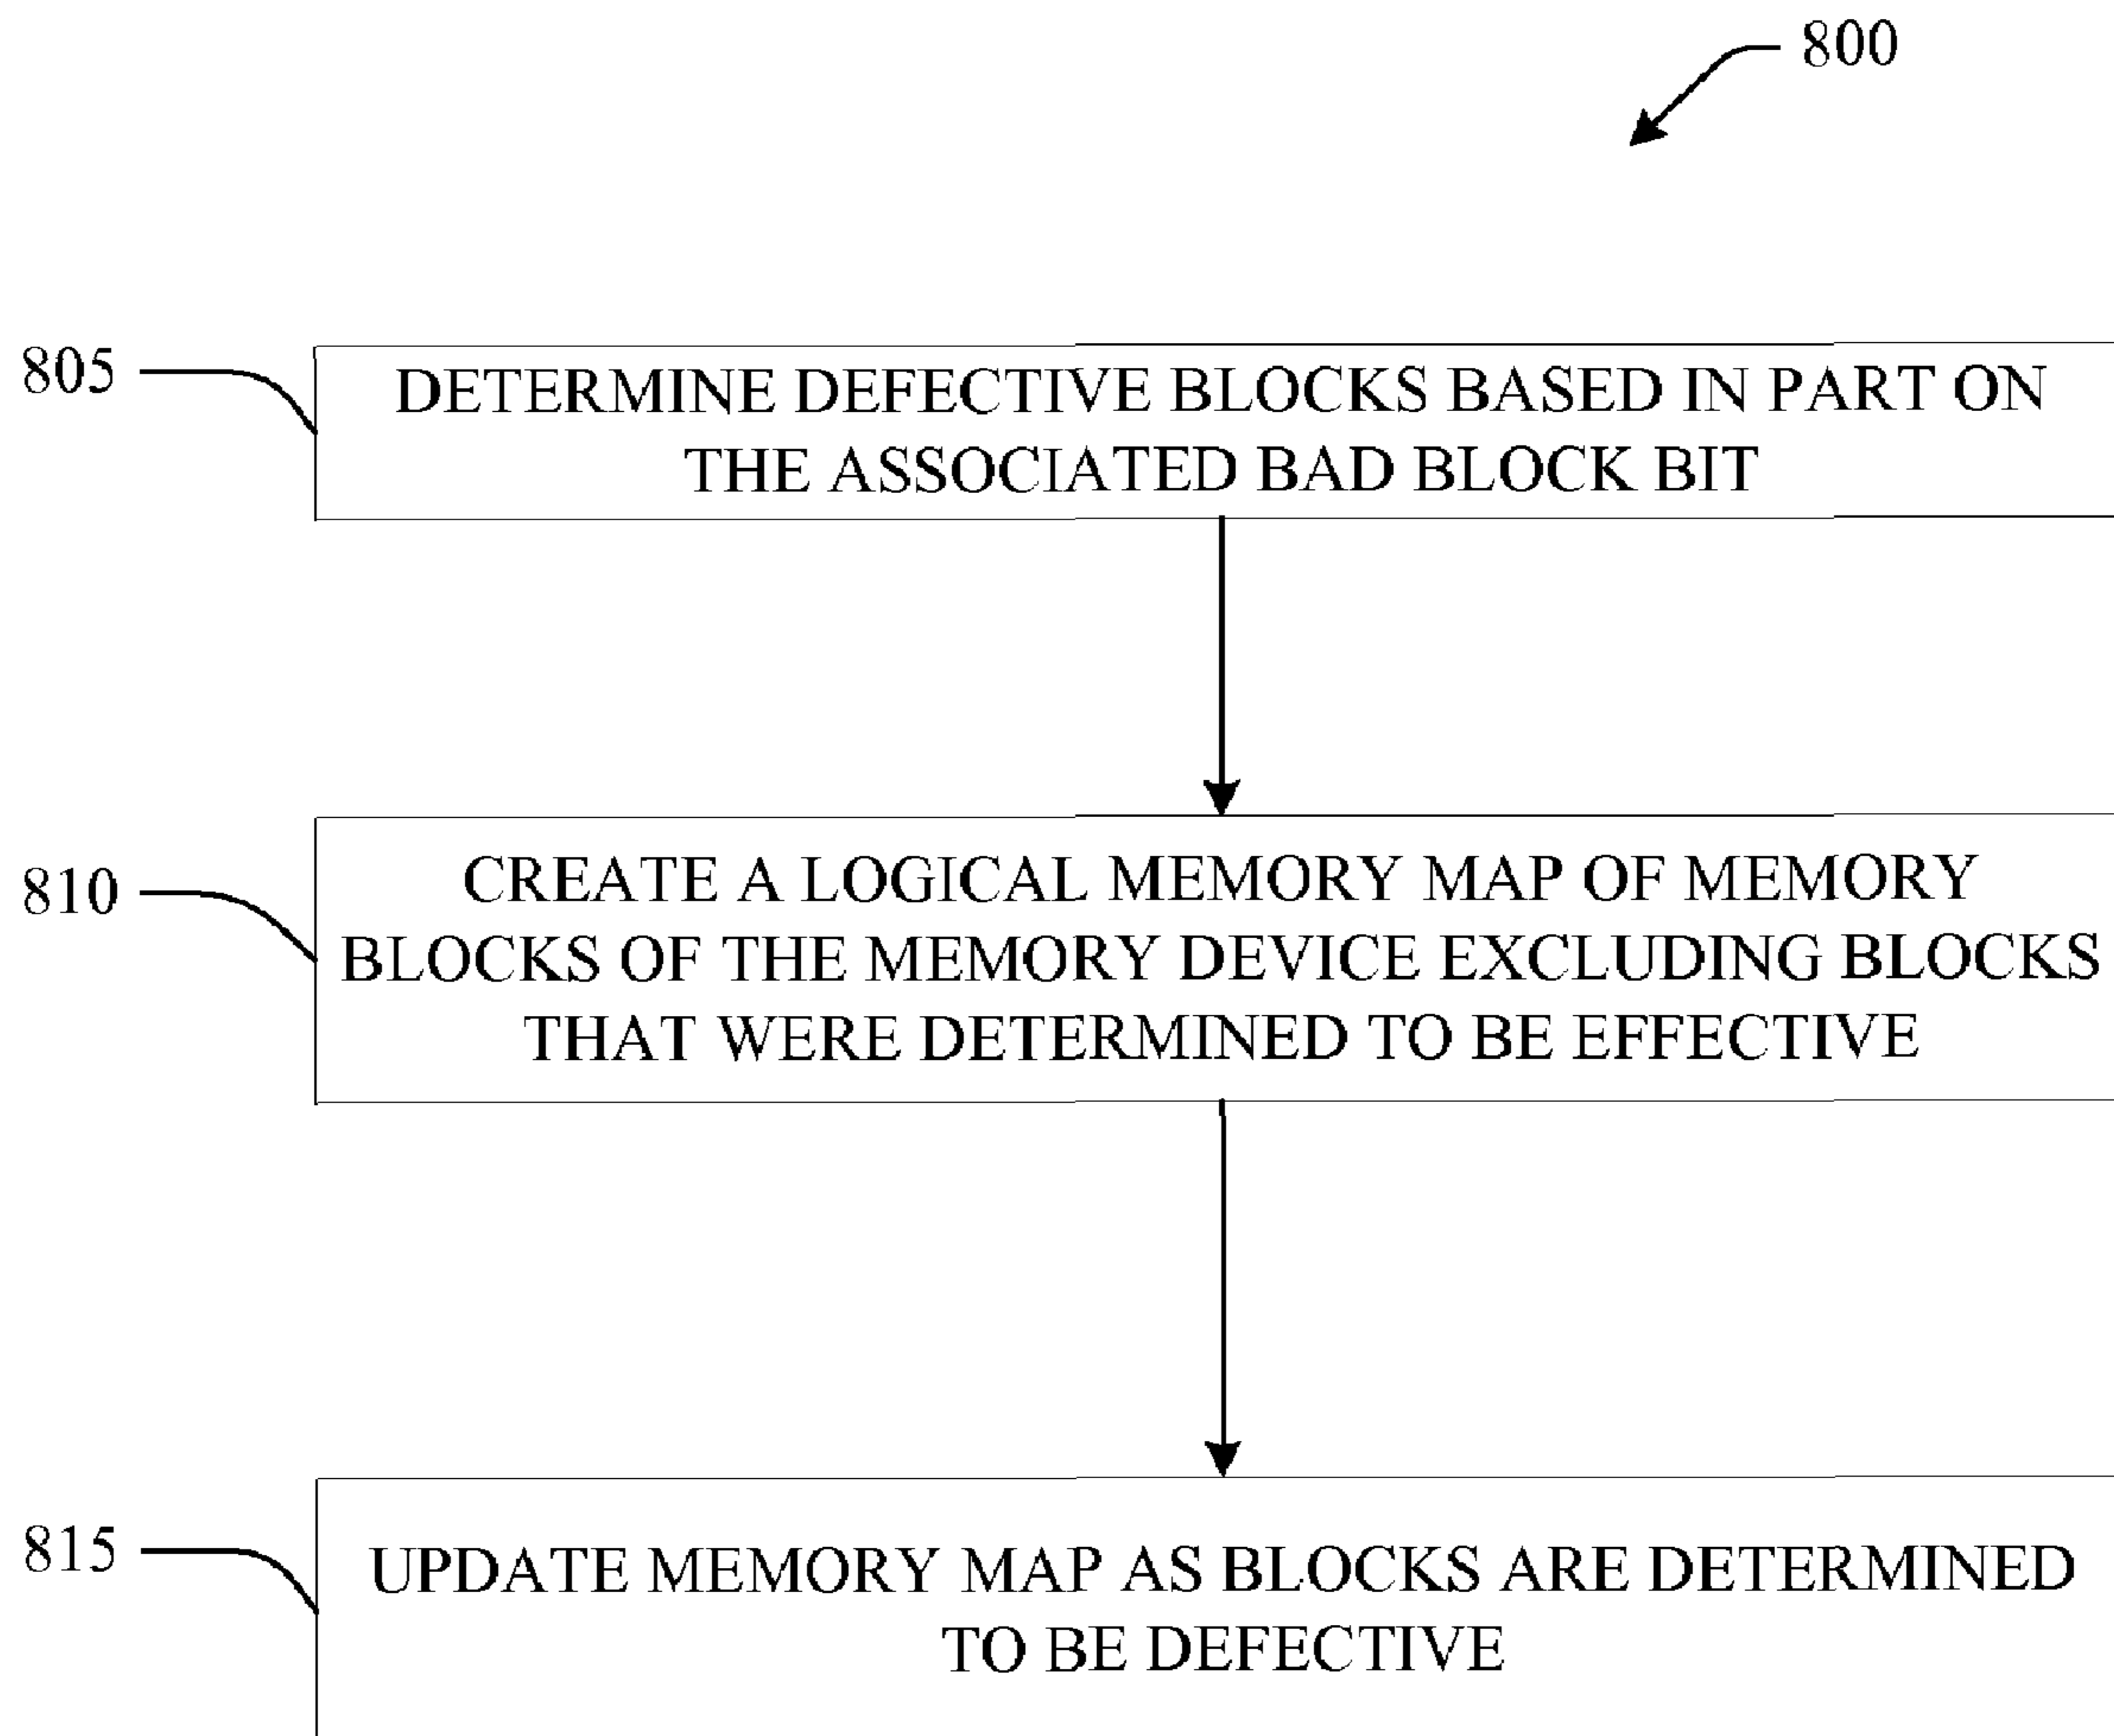 800
805
DETERMINE DEFECTIVE BLOCKS BASED IN PART ON
THE ASSOCIATED BAD BLOCK BIT
810
CREATE A LOGICAL MEMORY MAP OF MEMORY
BLOCKS OF THE MEMORY DEVICE EXCLUDING BLOCKS
THAT WERE DETERMINED TO BE EFFECTIVE
815
UPDATE MEMORY MAP AS BLOCKS ARE DETERMINED
TO BE DEFECTIVE